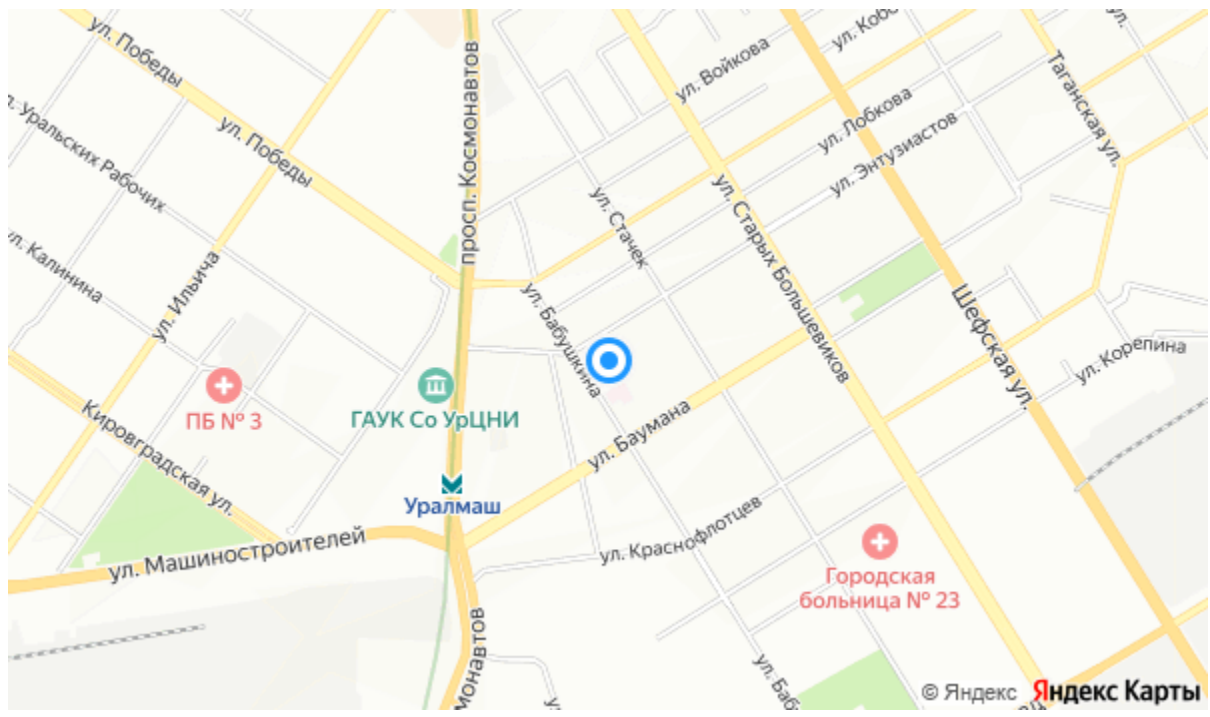 ул. Победы
просп. Космонавтов
ул. Войкова
ул. Лобкова
Таганская ул.
ул. Уральских Рабочих
ул. Победы
ул. Энтузиастов
ул. Стачек
ул. Старых Большевиков
ул. Калинина
ул. Ильича
ул. Бабушкина
Шефская ул.
ул. Корепина
ПБ № 3
ГАУК Со УрЦНИ
Кировградская ул.
ул. Баумана
Уралмаш
ул. Машиностроителей
ул. Краснофлотцев
Городская
больница № 23
монавтов
ул. Баб
© Яндекс Яндекс Карты